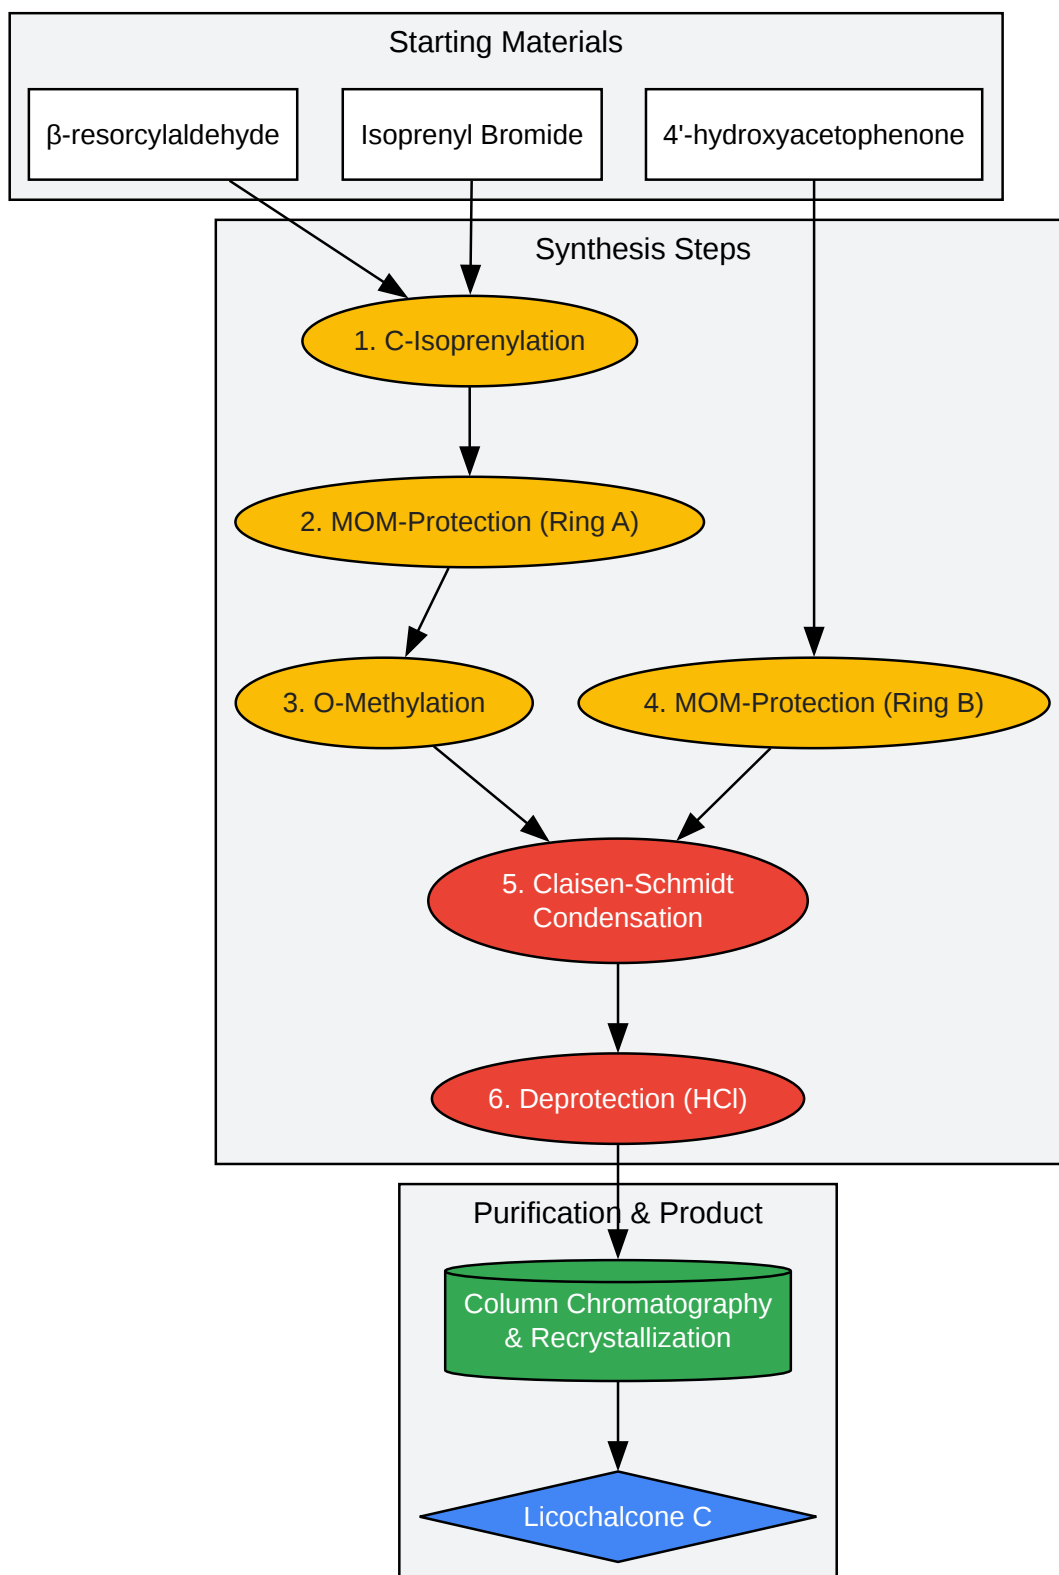 Starting Materials
β-resorcylaldehyde
Isoprenyl Bromide
4'-hydroxyacetophenone
Synthesis Steps
1. C-Isoprenylation
2. MOM-Protection (Ring A)
3. O-Methylation
4. MOM-Protection (Ring B)
5. Claisen-Schmidt
Condensation
6. Deprotection (HCl)
Purification & Product
Column Chromatography
& Recrystallization
Licochalcone C